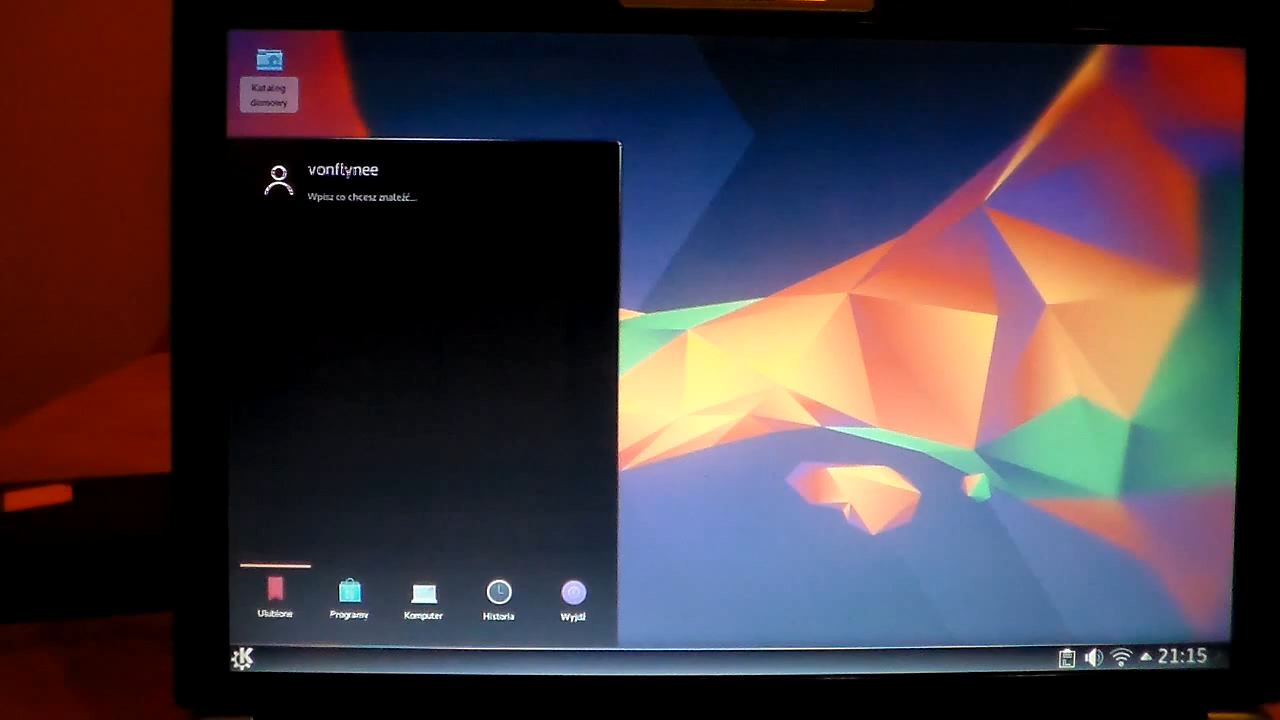 Katalog
domowy
vonflynee
Wpisz co chcesz znaleźć...
Ulubione
Programy
Komputer
Historia
Wyjdź
21:15